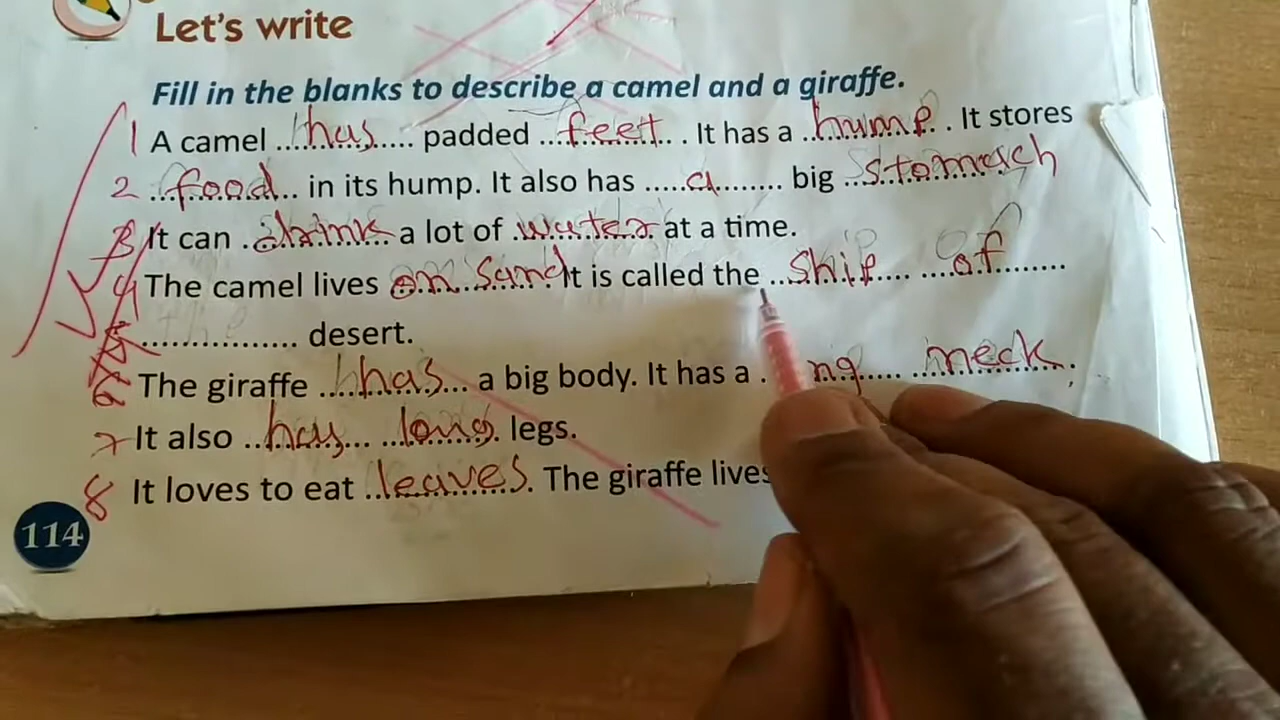 Let's write
Fill in the blanks to describe a camel and a giraffe.
1 A camel ...has... padded ...feet... . It has a ...hump... . It stores
2 ...food... in its hump. It also has ...a... big ...stomach
3 It can ...drink... a lot of ...water... at a time.
4 The camel lives on sand. It is called the ...ship... ...of...
5 ...the... desert.
6 The giraffe ...has... a big body. It has a ...ng... ...neck...
7 It also ...has... ...long... legs.
8 It loves to eat ...leaves... . The giraffe lives
114